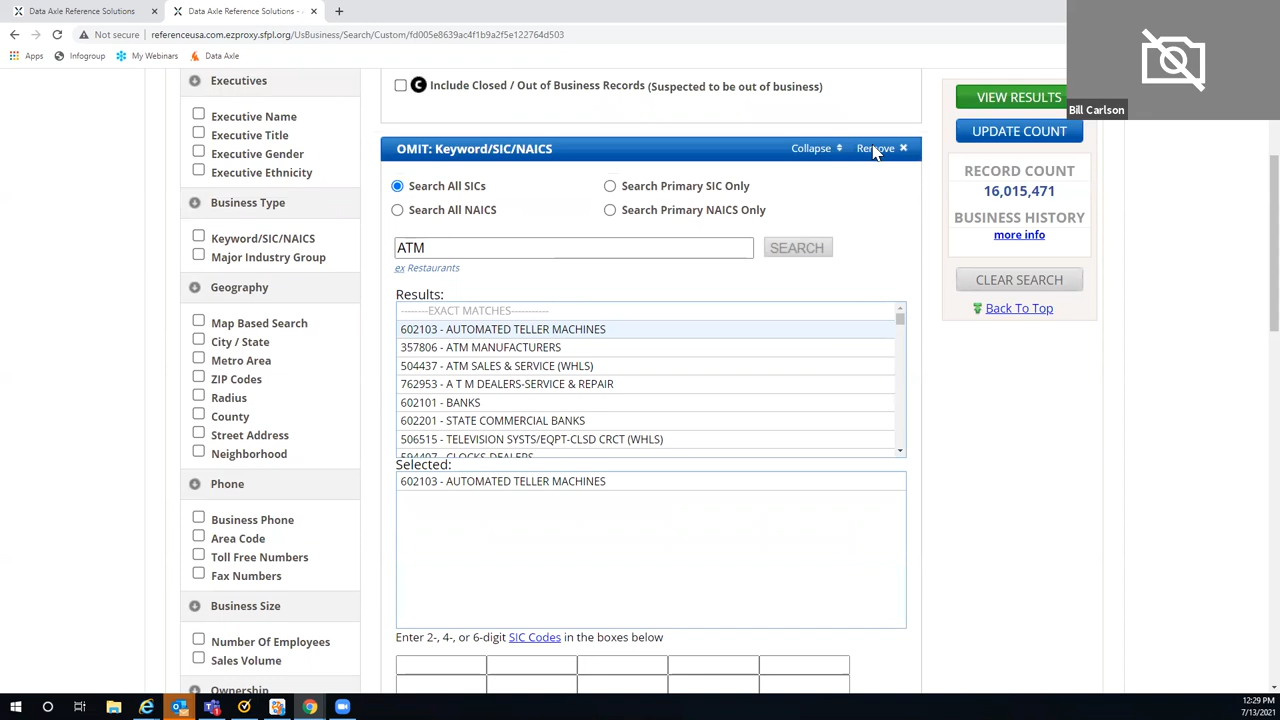 Data Axle Reference Solutions
Data Axle Reference Solutions -
Not secure
referenceusa.com.ezproxy.sfpl.org/UsBusiness/Search/Custom/fd005e8639ac4f1b9a2f5e122764d503
Apps
Infogroup
My Webinars
Data Axle
Bill Carlson
Executives
Executive Name
Executive Title
Executive Gender
Executive Ethnicity
Business Type
Keyword/SIC/NAICS
Major Industry Group
Geography
Map Based Search
City / State
Metro Area
ZIP Codes
Radius
County
Street Address
Neighborhood
Phone
Business Phone
Area Code
Toll Free Numbers
Fax Numbers
Business Size
Number Of Employees
Sales Volume
Ownership
C Include Closed / Out of Business Records (Suspected to be out of business)
OMIT: Keyword/SIC/NAICS
Collapse
Remove
Search All SICs
Search Primary SIC Only
Search All NAICS
Search Primary NAICS Only
ATM
SEARCH
ex Restaurants
Results:
--------EXACT MATCHES-----------
602103 - AUTOMATED TELLER MACHINES
357806 - ATM MANUFACTURERS
504437 - ATM SALES & SERVICE (WHLS)
762953 - A T M DEALERS-SERVICE & REPAIR
602101 - BANKS
602201 - STATE COMMERCIAL BANKS
506515 - TELEVISION SYSTS/EQPT-CLSD CRCT (WHLS)
594407 - CLOCKS-DEALERS
Selected:
602103 - AUTOMATED TELLER MACHINES
Enter 2-, 4-, or 6-digit SIC Codes in the boxes below
VIEW RESULTS
UPDATE COUNT
RECORD COUNT
16,015,471
BUSINESS HISTORY
more info
CLEAR SEARCH
Back To Top
12:29 PM
7/13/2021